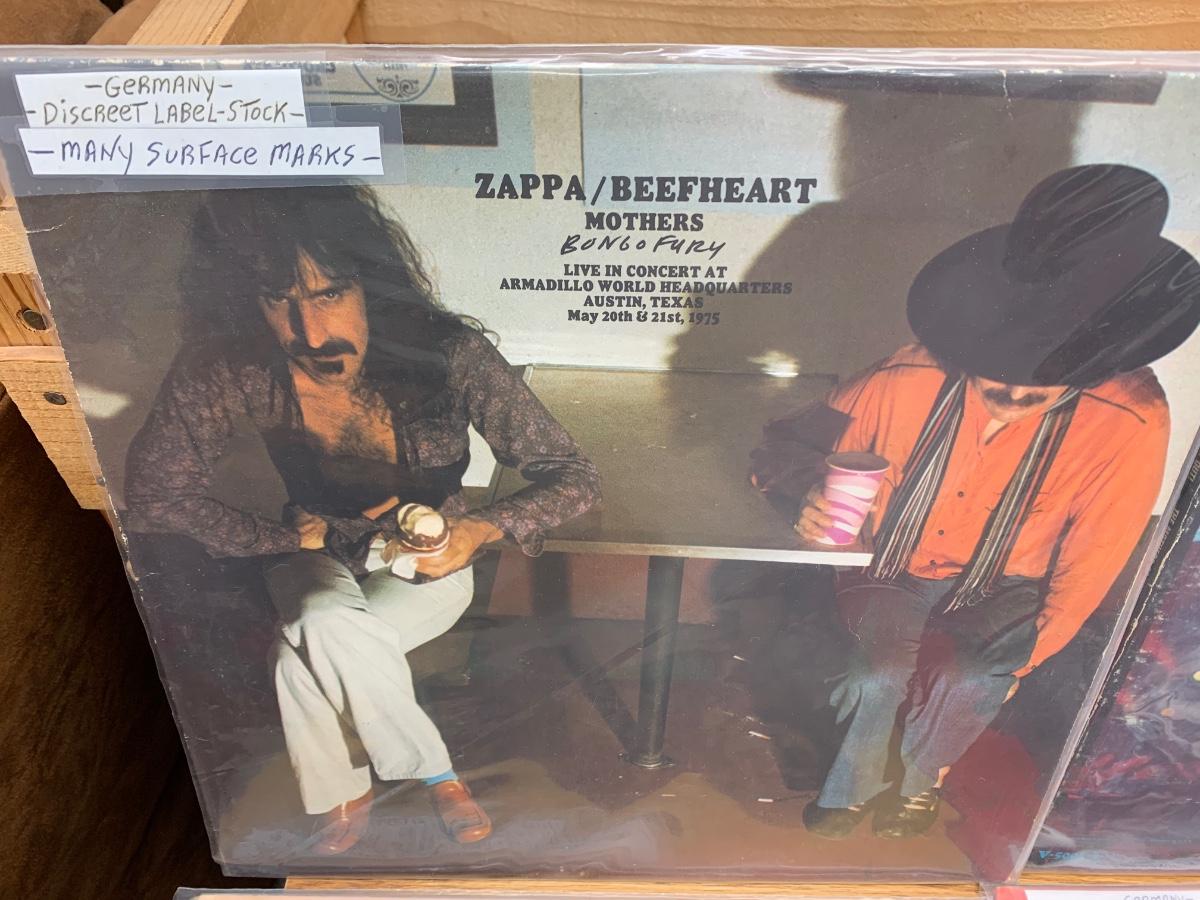 -GERMANY-
-DISCREET LABEL-STOCK-
-MANY SURFACE MARKS-
ZAPPA/BEEFHEART
MOTHERS
BONGO FURY
LIVE IN CONCERT AT
ARMADILLO WORLD HEADQUARTERS
AUSTIN, TEXAS
May 20th & 21st, 1975
GERMANY-